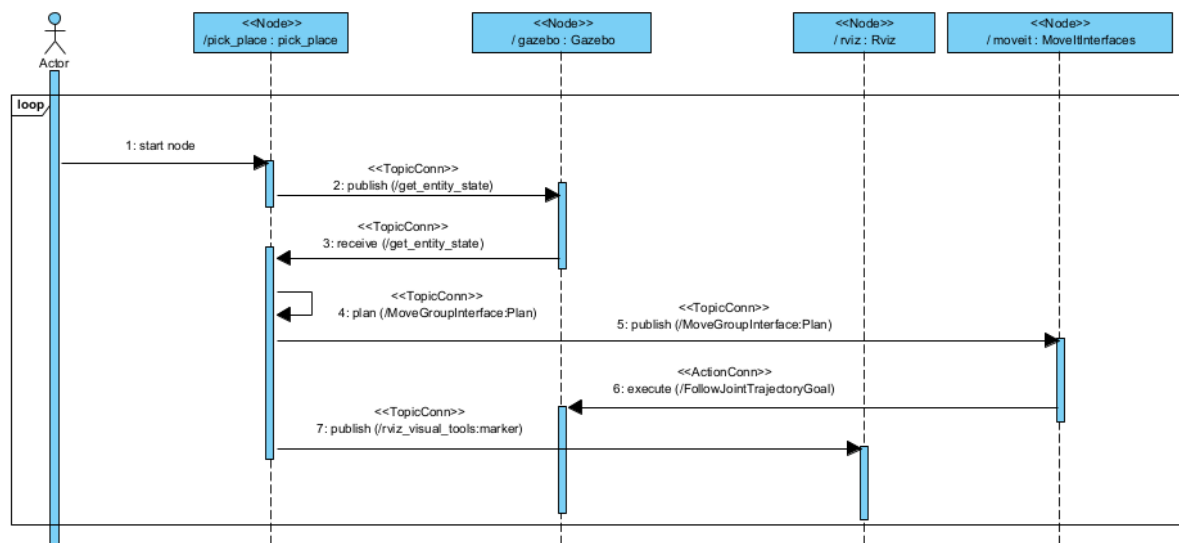 <<Node>>
/pick_place : pick_place
<<Node>>
/ gazebo : Gazebo
<<Node>>
/ rviz : Rviz
<<Node>>
/ moveit : MoveItInterfaces
Actor
loop
1: start node
<<TopicConn>>
2: publish (/get_entity_state)
<<TopicConn>>
3: receive (/get_entity_state)
<<TopicConn>>
4: plan (/MoveGroupInterface:Plan)
<<TopicConn>>
5: publish (/MoveGroupInterface:Plan)
<<ActionConn>>
6: execute (/FollowJointTrajectoryGoal)
<<TopicConn>>
7: publish (/rviz_visual_tools:marker)